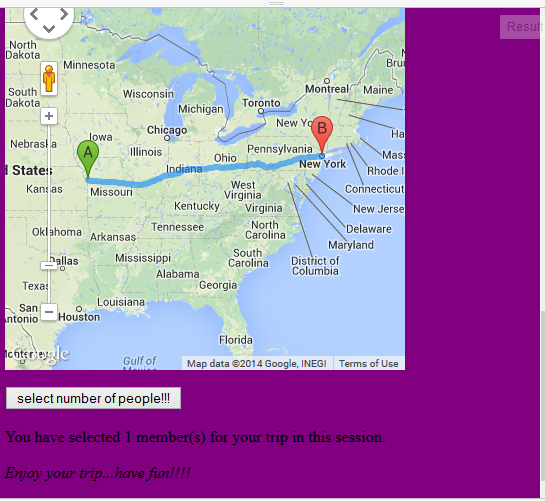 Result
North
Dakota
Minnesota
Montreal
Maine
Bru
South
Dakota
Wisconsin
Michigan
Toronto
New Yo
Ha
B
Nebraska
Iowa
Chicago
A
Illinois
Indiana
Ohio
Pennsylvania
New York
Mass
Rhode I
Connecticut
d States
Kansas
Missouri
West
Virginia
Kentucky
Virginia
New Jerse
Delaware
Maryland
District of
Columbia
Oklahoma
Arkansas
Tennessee
North
Carolina
South
Carolina
Dallas
Mississippi
Alabama
Georgia
Texas
Louisiana
San
Antonio
Houston
Florida
Monterrey
Google
Gulf of
Mexico
Map data ©2014 Google, INEGI
Terms of Use
select number of people!!!
You have selected 1 member(s) for your trip in this session.
Enjoy your trip...have fun!!!!